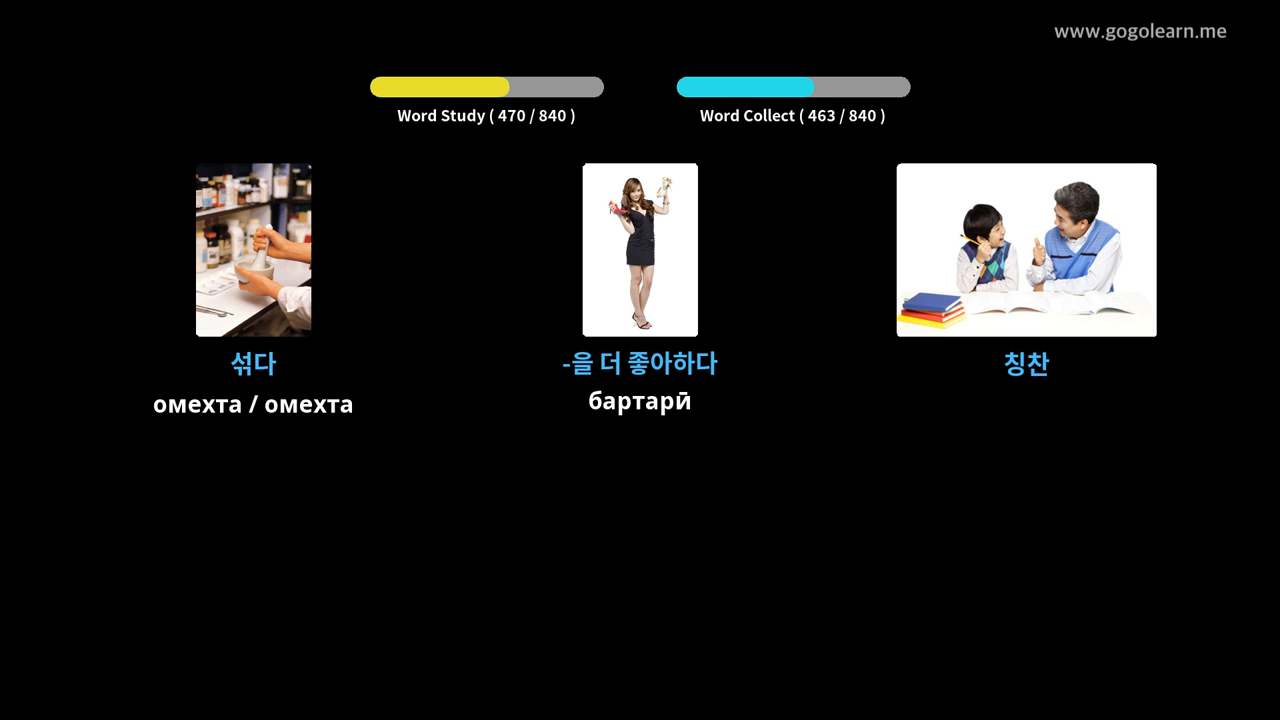 www.gogolearn.me
Word Study ( 470 / 840 )
Word Collect ( 463 / 840 )
섞다
омехта / омехта
-을 더 좋아하다
бартарӣ
칭찬